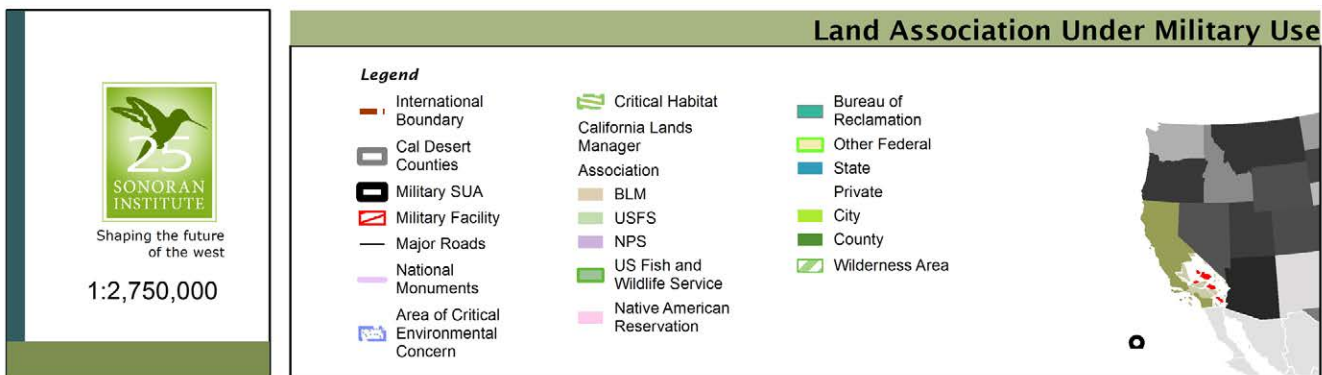 25
SONORAN
INSTITUTE
Shaping the future
of the west
1:2,750,000
Land Association Under Military Use
Legend
International
Boundary
Cal Desert
Counties
Military SUA
Military Facility
Major Roads
National
Monuments
Area of Critical
Environmental
Concern
Critical Habitat
California Lands
Manager
Association
BLM
USFS
NPS
US Fish and
Wildlife Service
Native American
Reservation
Bureau of
Reclamation
Other Federal
State
Private
City
County
Wilderness Area